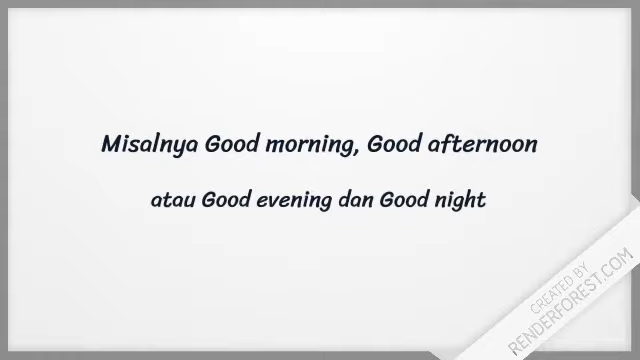 Misalnya Good morning, Good afternoon
atau Good evening dan Good night
CREATED BY
RENDERFOREST.COM